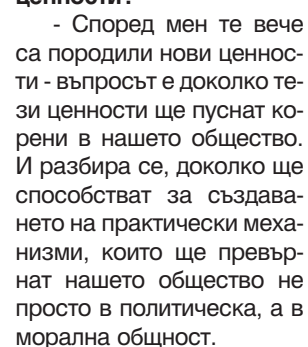 ценности?
- Според мен те вече
са породили нови ценнос-
ти - въпросът е доколко те-
зи ценности ще пуснат ко-
рени в нашето общество.
И разбира се, доколко ще
способстват за създава-
нето на практически меха-
низми, които ще превър-
нат нашето общество не
просто в политическа, а в
морална общност.